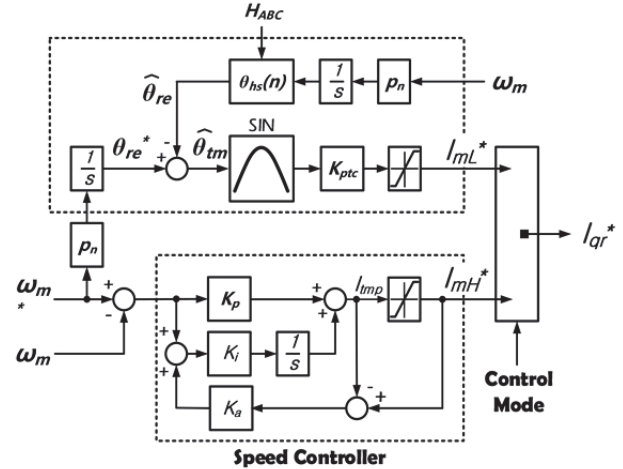 H_ABC
θ_hs(n)
1/s
p_n
ω_m
θ̂_re
SIN
θ_re*
-
+
θ̂_tm
1/s
K_ptc
I_mL*
p_n
I_qr*
ω_m
*
+
-
K_p
+
+
I_tmp
I_mH*
ω_m
+
+
K_i
1/s
K_a
-
+
Control
Mode
Speed Controller